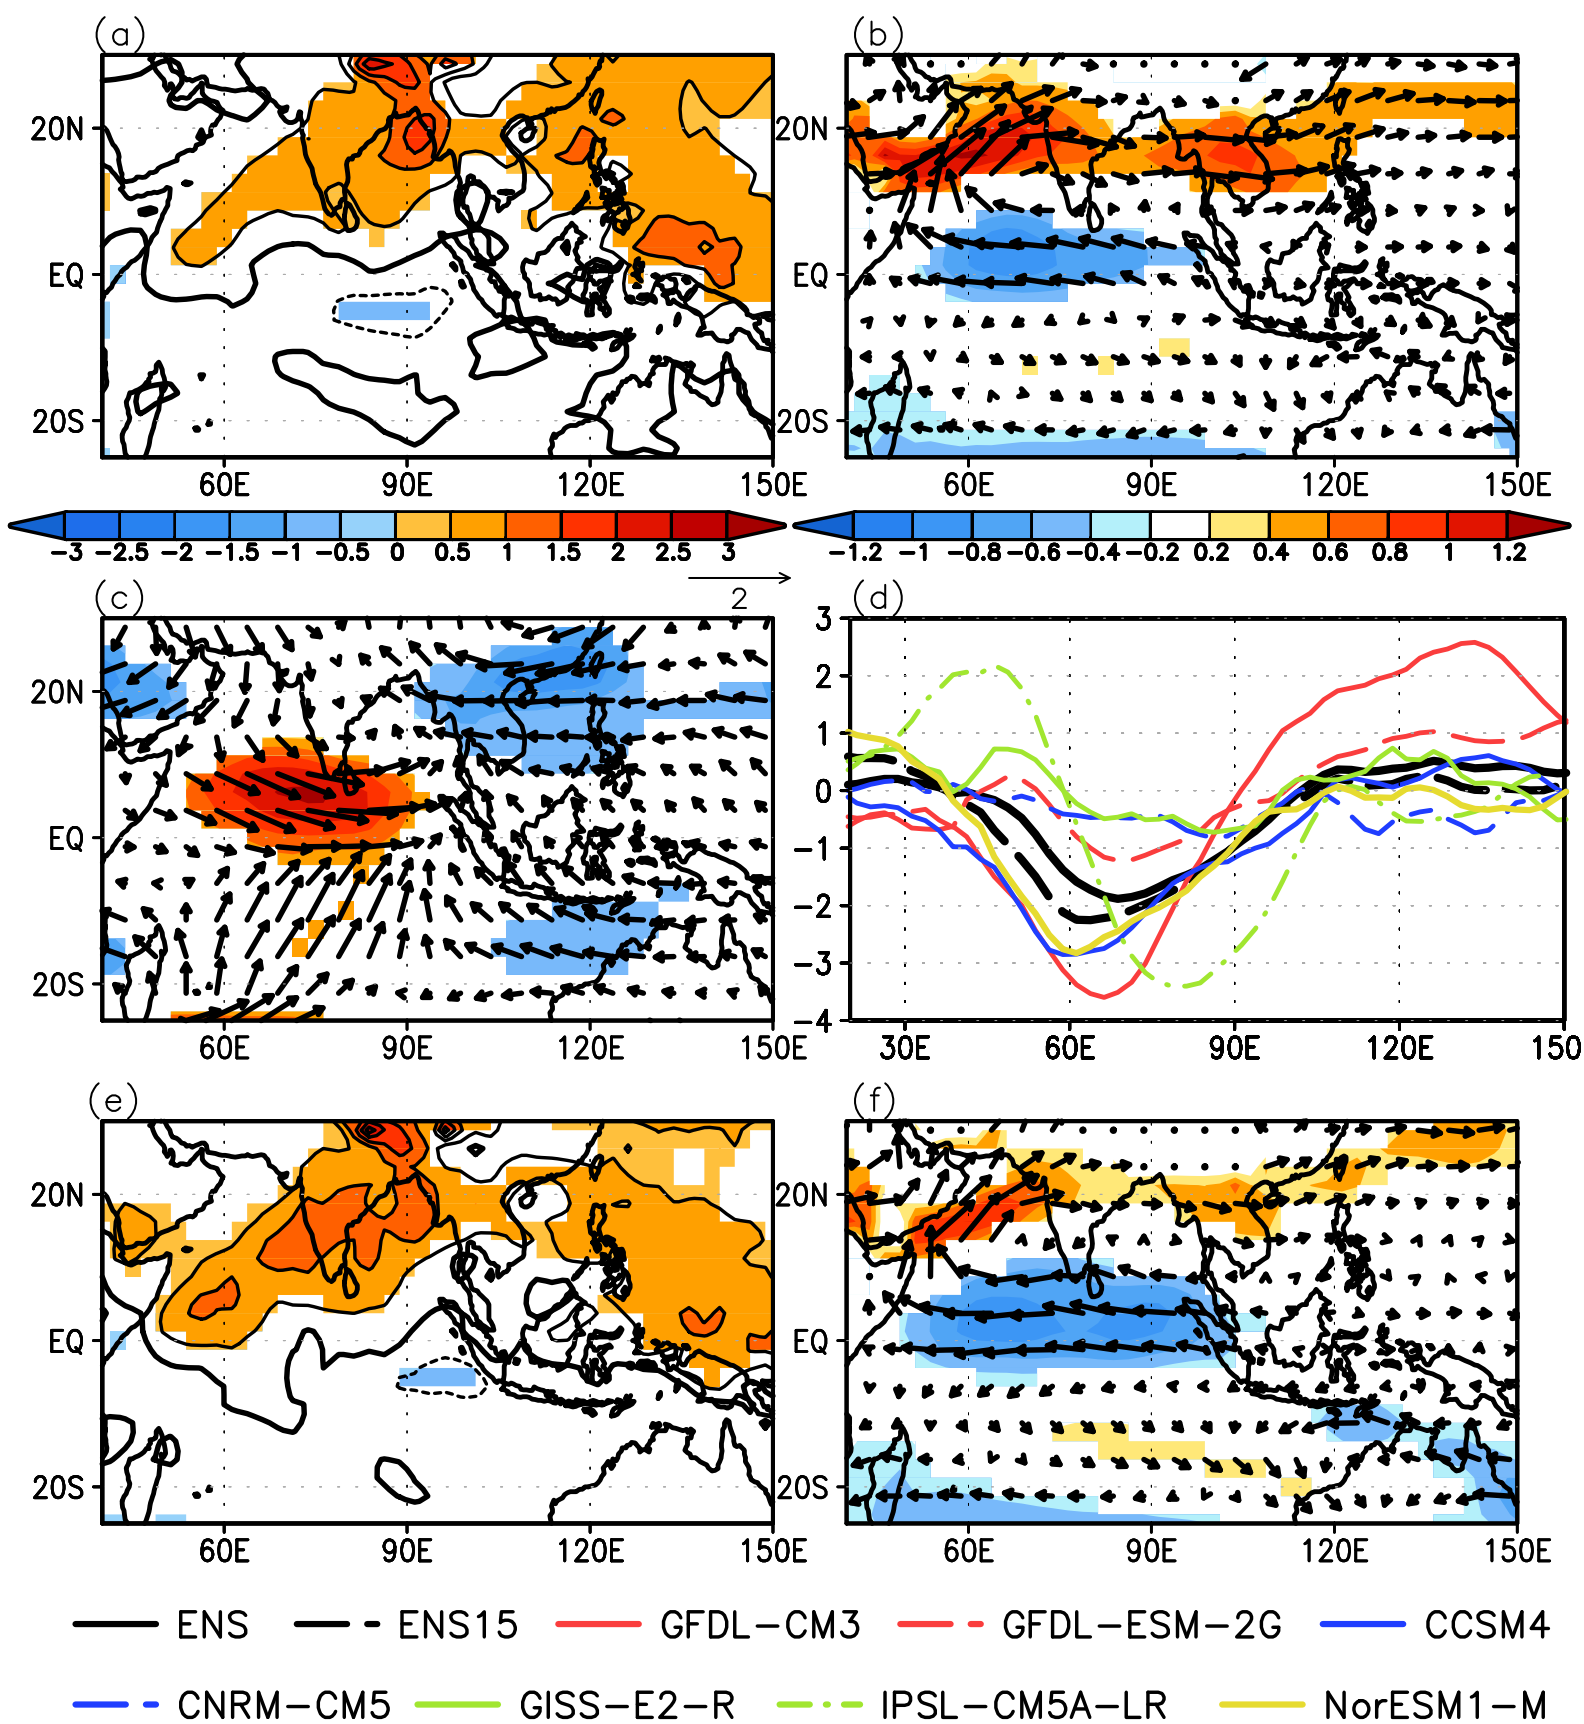 (a) (b)
20N
EQ
20S
60E 90E 120E 150E
20N
EQ
20S
60E 90E 120E 150E
-3 -2.5 -2 -1.5 -1 -0.5 0 0.5 1 1.5 2 2.5 3
-1.2 -1 -0.8 -0.6 -0.4 -0.2 0.2 0.4 0.6 0.8 1 1.2
2
(c) (d)
20N
EQ
20S
60E 90E 120E 150E
3
2
1
0
-1
-2
-3
-4
30E 60E 90E 120E 150
(e) (f)
20N
EQ
20S
60E 90E 120E 150E
20N
EQ
20S
60E 90E 120E 150E
ENS ENS15 GFDL-CM3 GFDL-ESM-2G CCSM4
CNRM-CM5 GISS-E2-R IPSL-CM5A-LR NorESM1-M